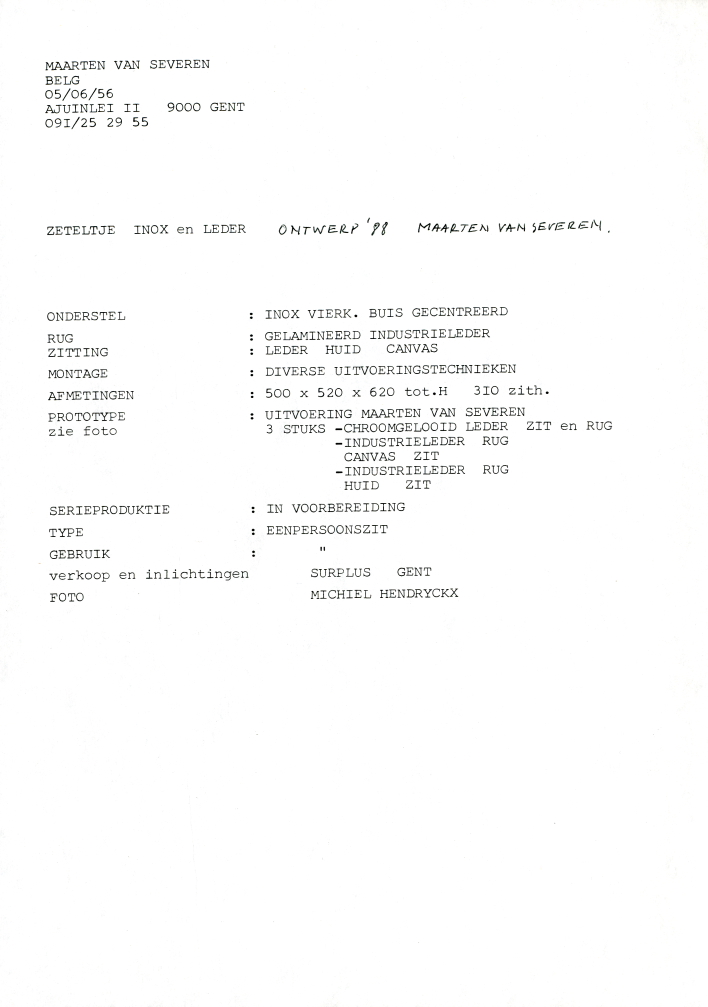 MAARTEN VAN SEVEREN
BELG
05/06/56
AJUINLEI II 9000 GENT
09I/25 29 55
ZETELTJE INOX en LEDER ONTWERP '88 MAARTEN VAN SEVEREN.
ONDERSTEL : INOX VIERK. BUIS GECENTREERD
RUG : GELAMINEERD INDUSTRIELEDER
ZITTING : LEDER HUID CANVAS
MONTAGE : DIVERSE UITVOERINGSTECHNIEKEN
AFMETINGEN : 500 x 520 x 620 tot.H 3IO zith.
PROTOTYPE : UITVOERING MAARTEN VAN SEVEREN
zie foto 3 STUKS -CHROOMGELOOID LEDER ZIT en RUG
-INDUSTRIELEDER RUG
CANVAS ZIT
-INDUSTRIELEDER RUG
HUID ZIT
SERIEPRODUKTIE : IN VOORBEREIDING
TYPE : EENPERSOONSZIT
GEBRUIK : "
verkoop en inlichtingen SURPLUS GENT
FOTO MICHIEL HENDRYCKX